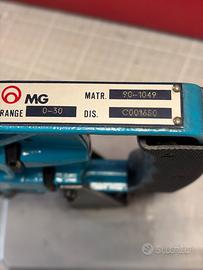 MG MATR. 90-1049
RANGE 0-30 DIS. C001650
Subito.it